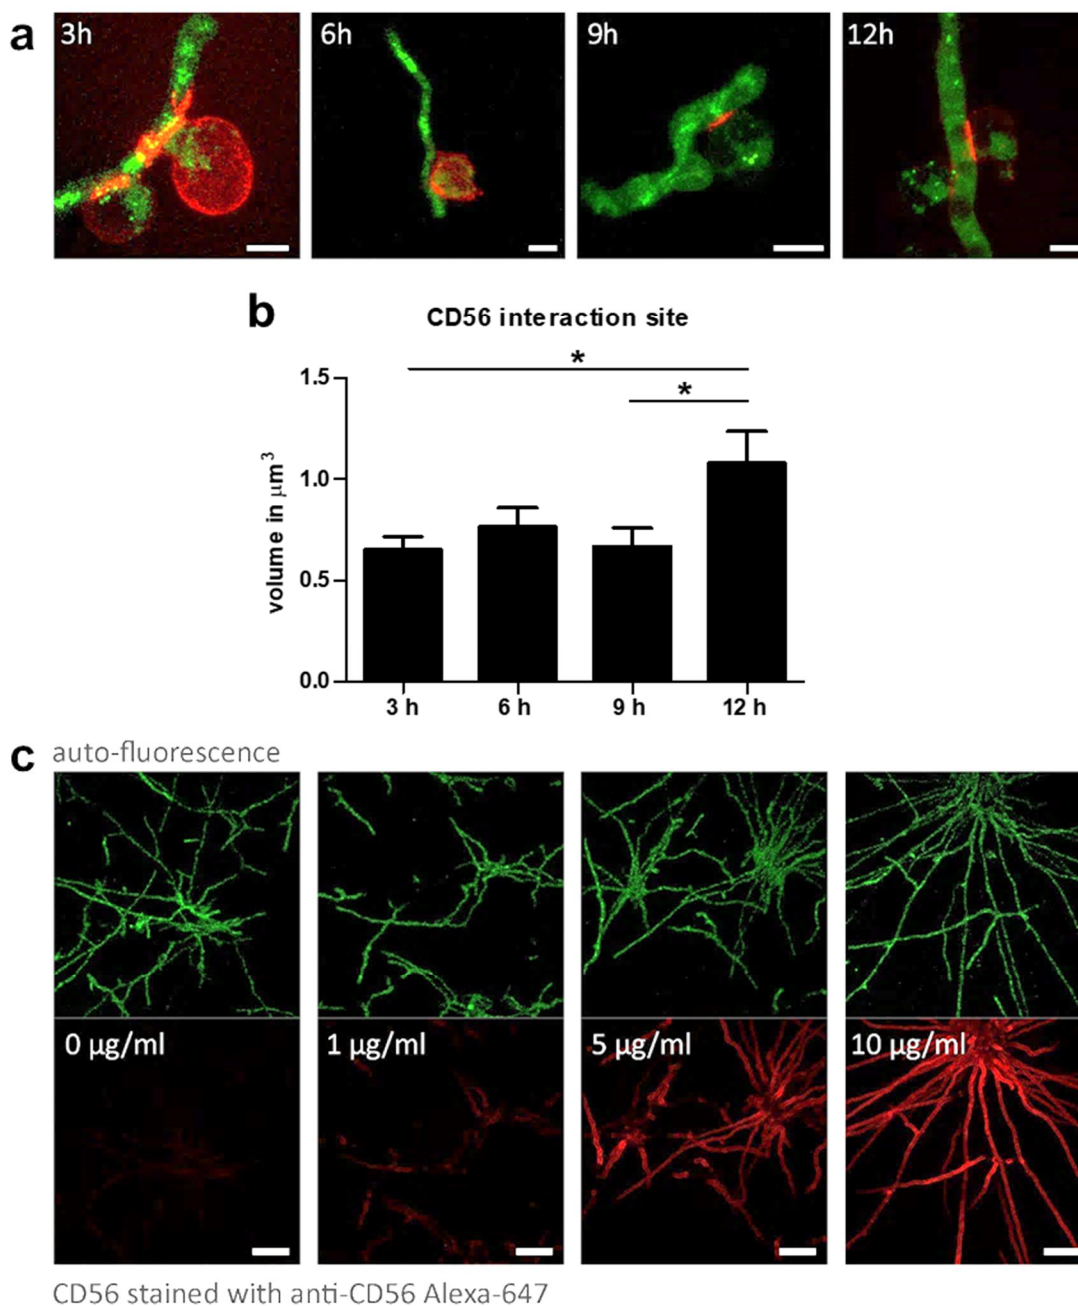 a
3h
6h
9h
12h
b
CD56 interaction site
*
*
1.5
1.0
0.5
0.0
volume in μm³
3 h
6 h
9 h
12 h
c
auto-fluorescence
0 µg/ml
1 µg/ml
5 µg/ml
10 µg/ml
CD56 stained with anti-CD56 Alexa-647